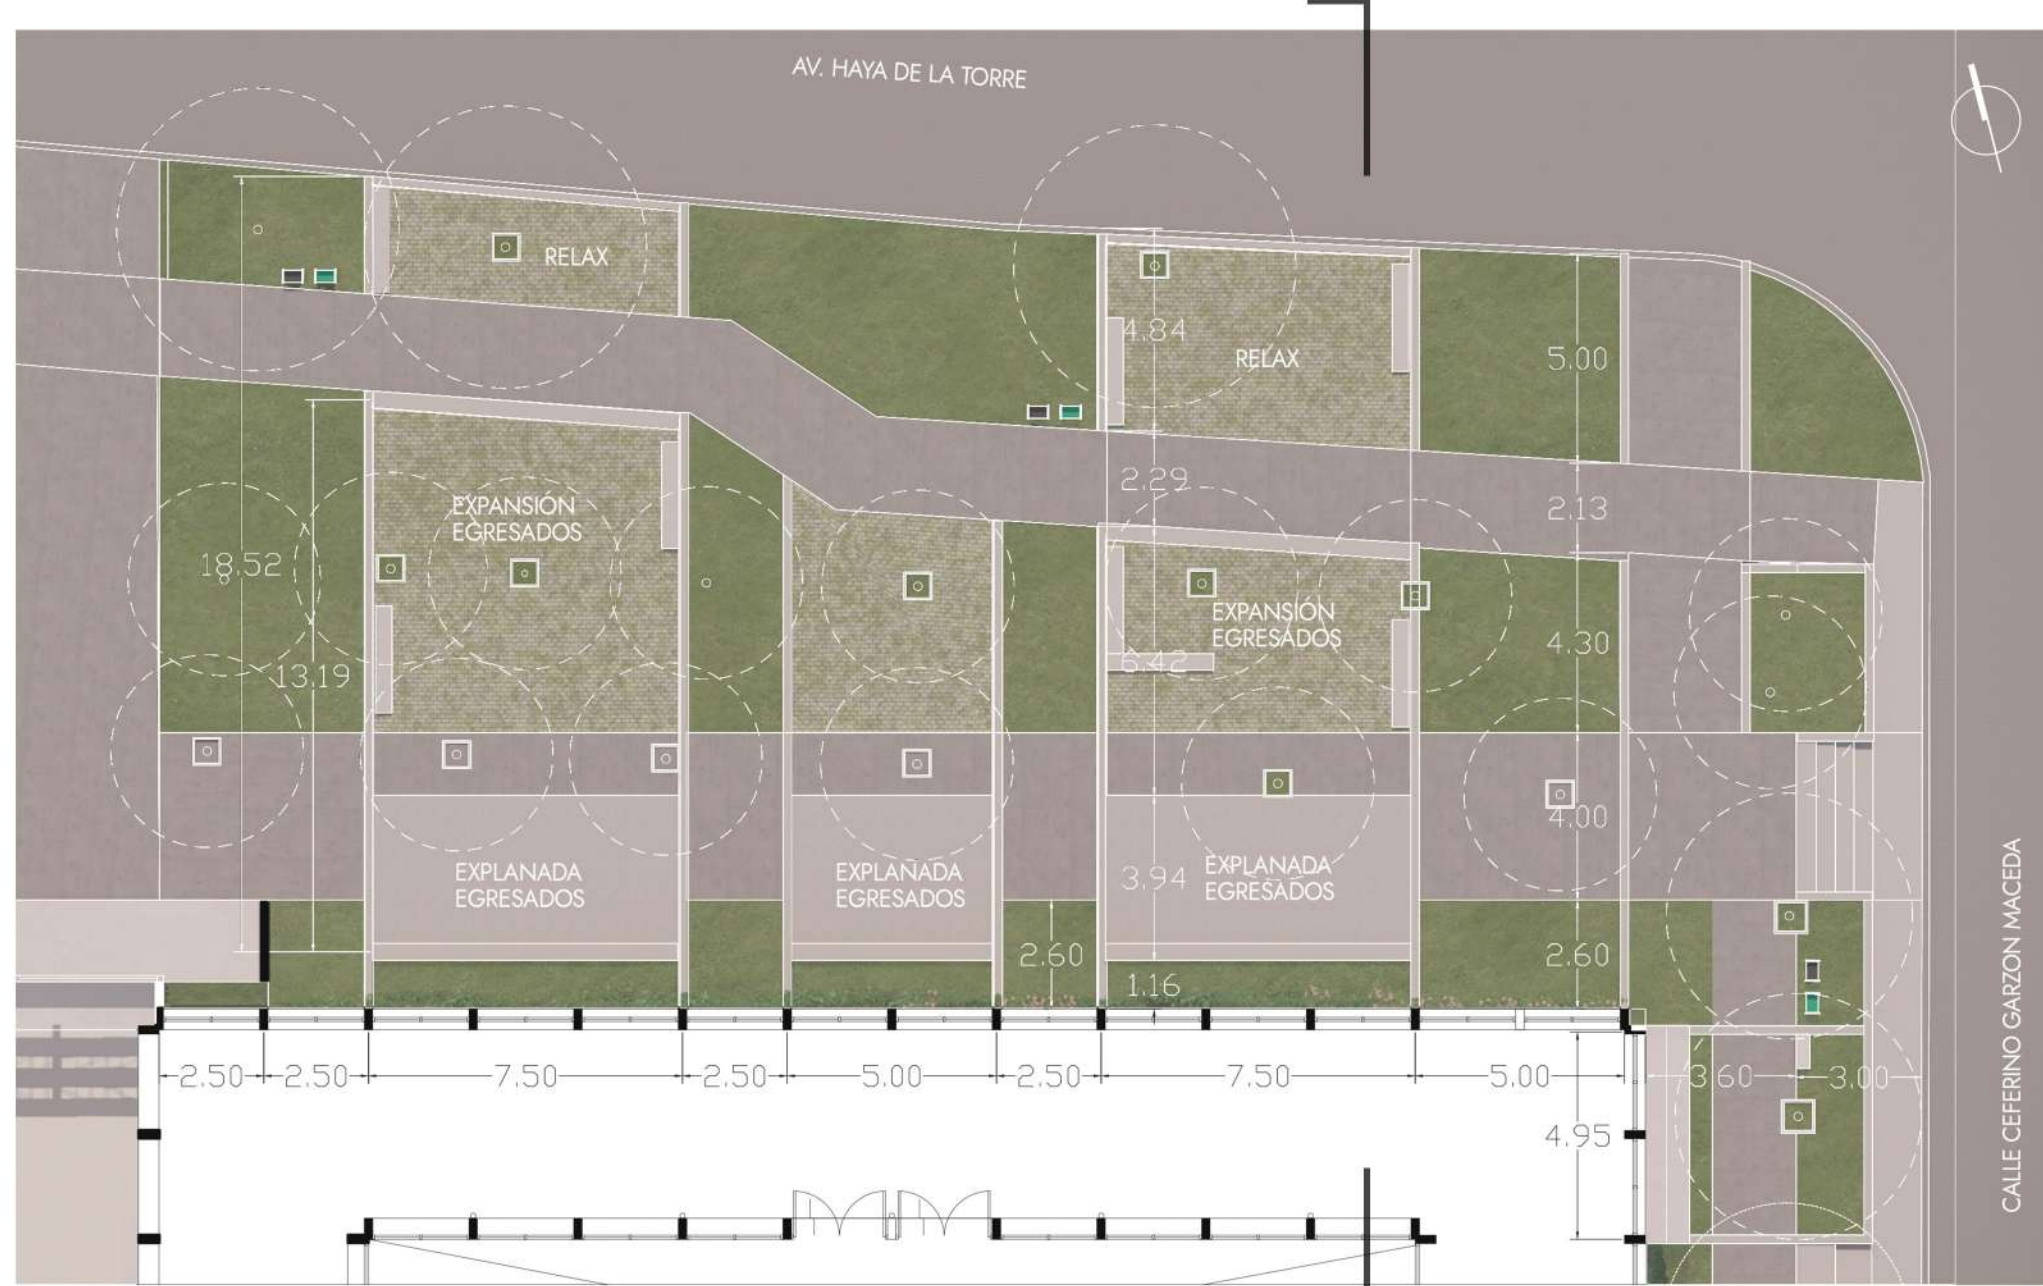 AV. HAYA DE LA TORRE
RELAX
4.84
RELAX
5.00
2.29
2.13
EXPANSIÓN
EGRESADOS
18.52
13.19
EXPANSIÓN
EGRESADOS
6.42
4.30
4.00
EXPLANADA
EGRESADOS
EXPLANADA
EGRESADOS
3.94
EXPLANADA
EGRESADOS
2.60
1.16
2.60
2.50
2.50
7.50
2.50
5.00
2.50
7.50
5.00
3.60
3.00
4.95
CALLE CEFERINO GARZON MACEDA